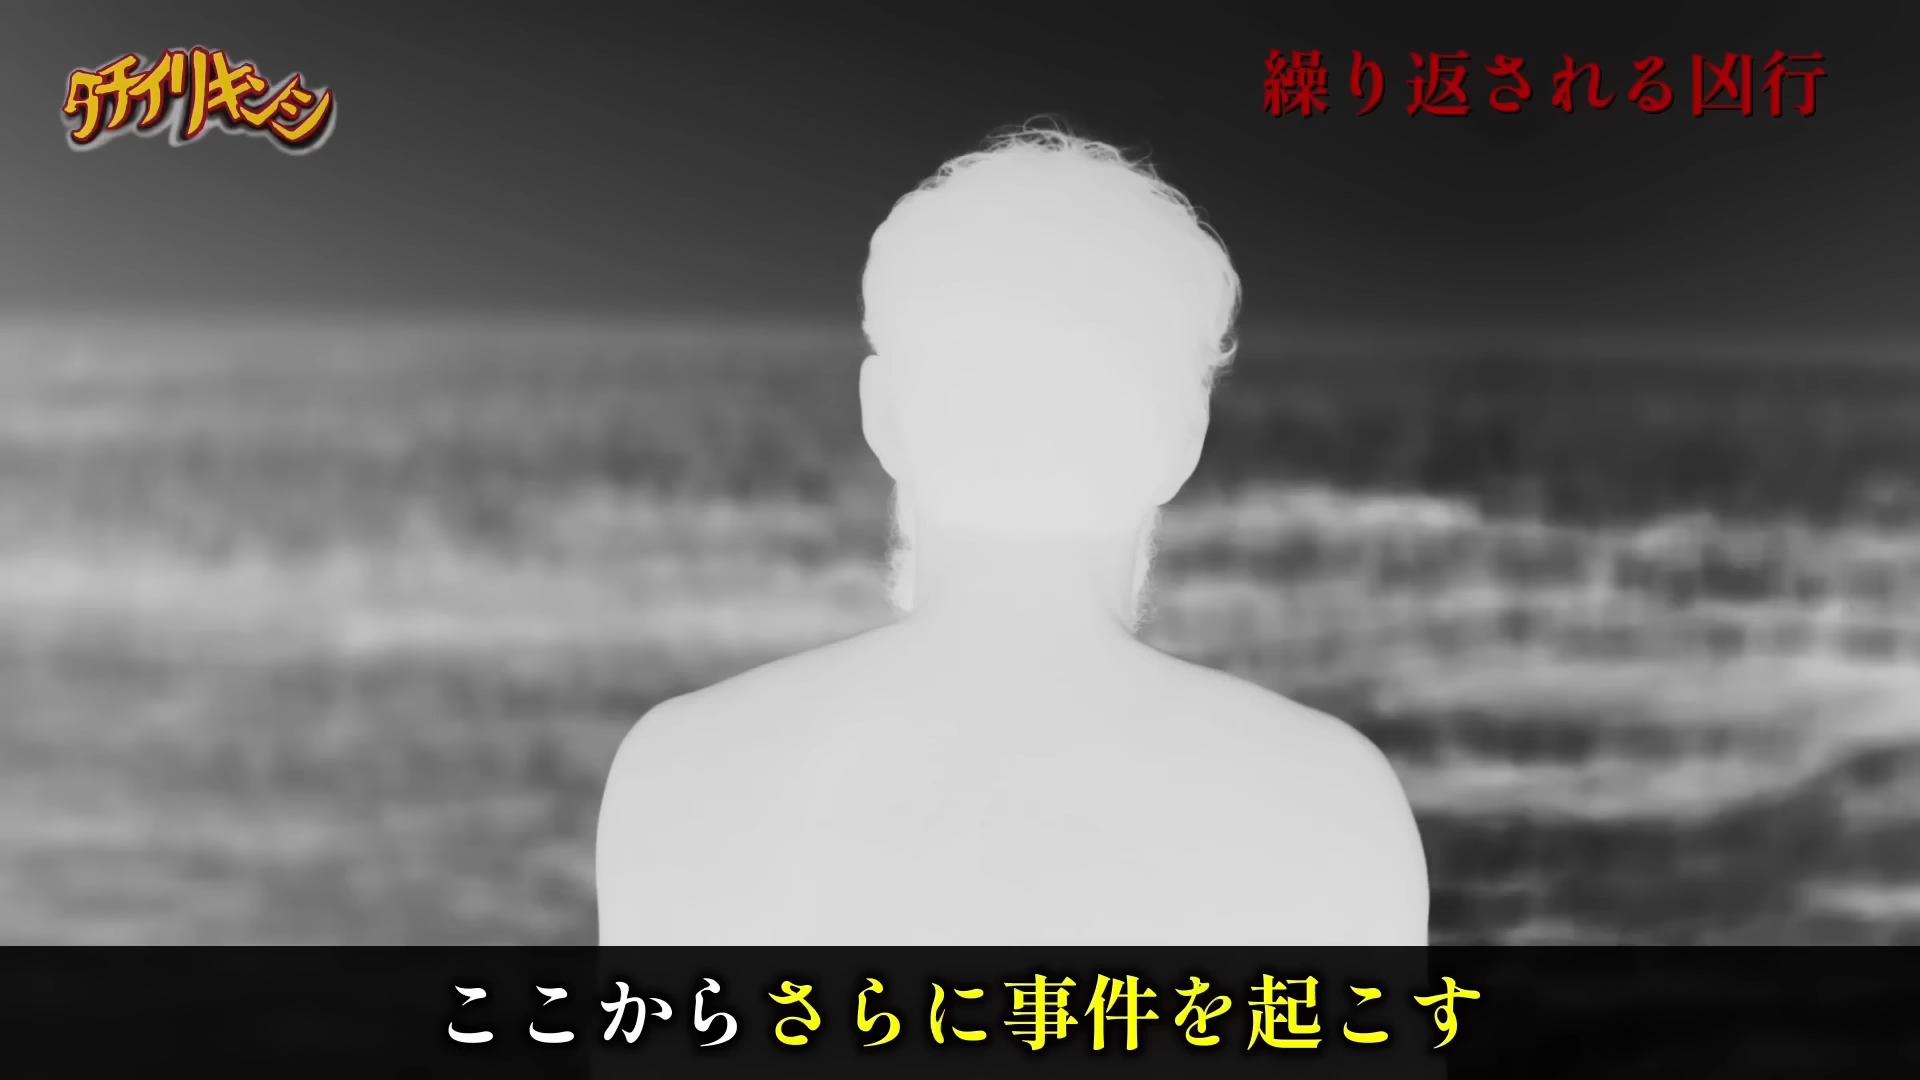 タチイリキンシ
繰り返される凶行
ここからさらに事件を起こす